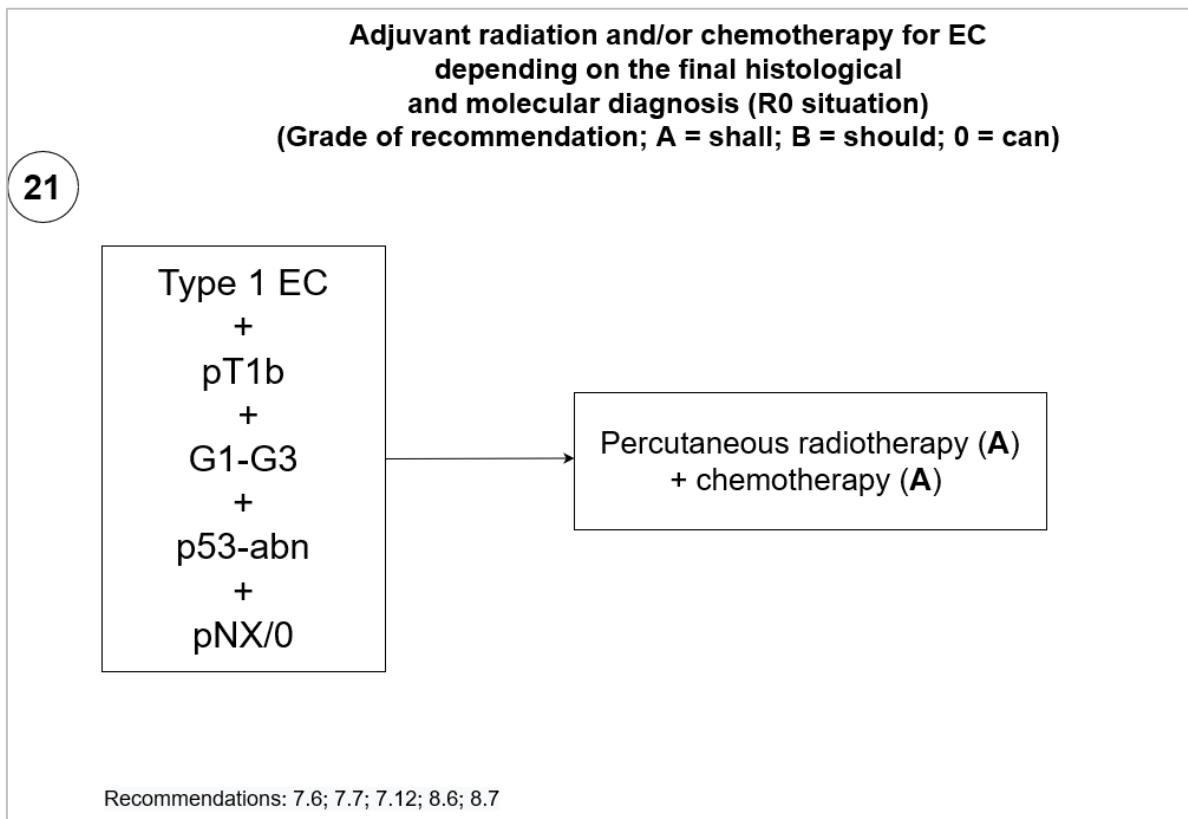 Adjuvant radiation and/or chemotherapy for EC
depending on the final histological
and molecular diagnosis (R0 situation)
(Grade of recommendation; A = shall; B = should; 0 = can)
21
Type 1 EC
+
pT1b
+
G1-G3
+
p53-abn
+
pNX/0
Percutaneous radiotherapy (A)
+ chemotherapy (A)
Recommendations: 7.6; 7.7; 7.12; 8.6; 8.7